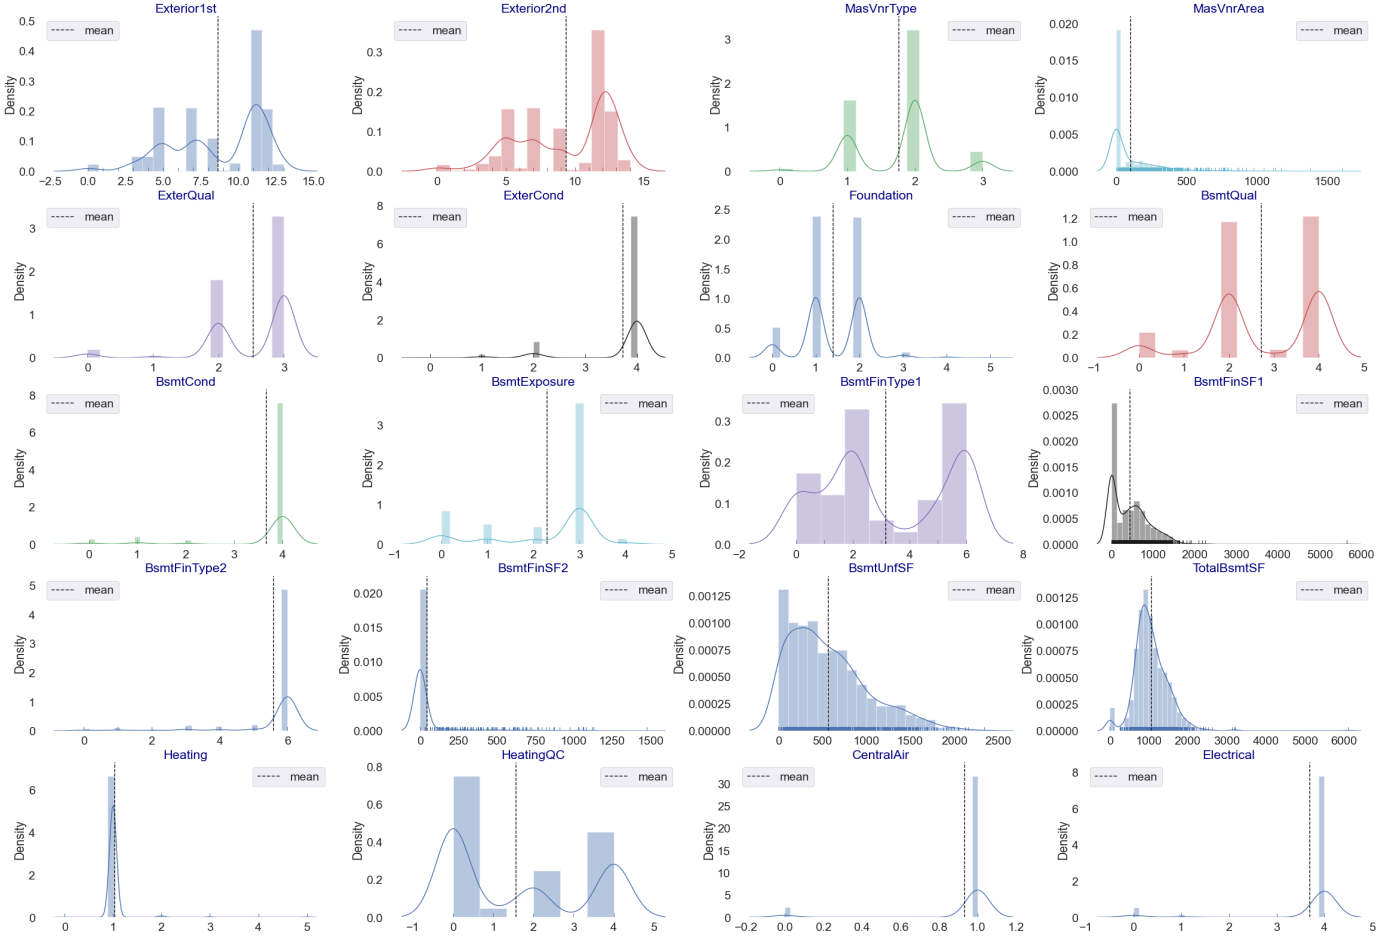 Exterior1st
mean
Density
0.5
0.4
0.3
0.2
0.1
0.0
−2.5 0.0 2.5 5.0 7.5 10.0 12.5 15.0
Exterior2nd
mean
Density
0.3
0.2
0.1
0.0
0 5 10 15
MasVnrType
mean
Density
3
2
1
0
0 1 2 3
MasVnrArea
mean
Density
0.020
0.015
0.010
0.005
0.000
0 500 1000 1500
ExterQual
mean
Density
3
2
1
0
0 1 2 3
ExterCond
mean
Density
8
6
4
2
0
0 1 2 3 4
Foundation
mean
Density
2.5
2.0
1.5
1.0
0.5
0.0
0 1 2 3 4 5
BsmtQual
mean
Density
1.2
1.0
0.8
0.6
0.4
0.2
0.0
−1 0 1 2 3 4 5
BsmtCond
mean
Density
8
6
4
2
0
0 1 2 3 4
BsmtExposure
mean
Density
3
2
1
0
−1 0 1 2 3 4 5
BsmtFinType1
mean
Density
0.3
0.2
0.1
0.0
−2 0 2 4 6 8
BsmtFinSF1
mean
Density
0.0030
0.0025
0.0020
0.0015
0.0010
0.0005
0.0000
0 1000 2000 3000 4000 5000 6000
BsmtFinType2
mean
Density
5
4
3
2
1
0
0 2 4 6
BsmtFinSF2
mean
Density
0.020
0.015
0.010
0.005
0.000
0 250 500 750 1000 1250 1500
BsmtUnfSF
mean
Density
0.00125
0.00100
0.00075
0.00050
0.00025
0.00000
0 500 1000 1500 2000 2500
TotalBsmtSF
mean
Density
0.00125
0.00100
0.00075
0.00050
0.00025
0.00000
0 1000 2000 3000 4000 5000 6000
Heating
mean
Density
6
4
2
0
0 1 2 3 4 5
HeatingQC
mean
Density
0.8
0.6
0.4
0.2
0.0
−1 0 1 2 3 4 5
CentralAir
mean
Density
30
25
20
15
10
5
0
−0.2 0.0 0.2 0.4 0.6 0.8 1.0 1.2
Electrical
mean
Density
8
6
4
2
0
−1 0 1 2 3 4 5